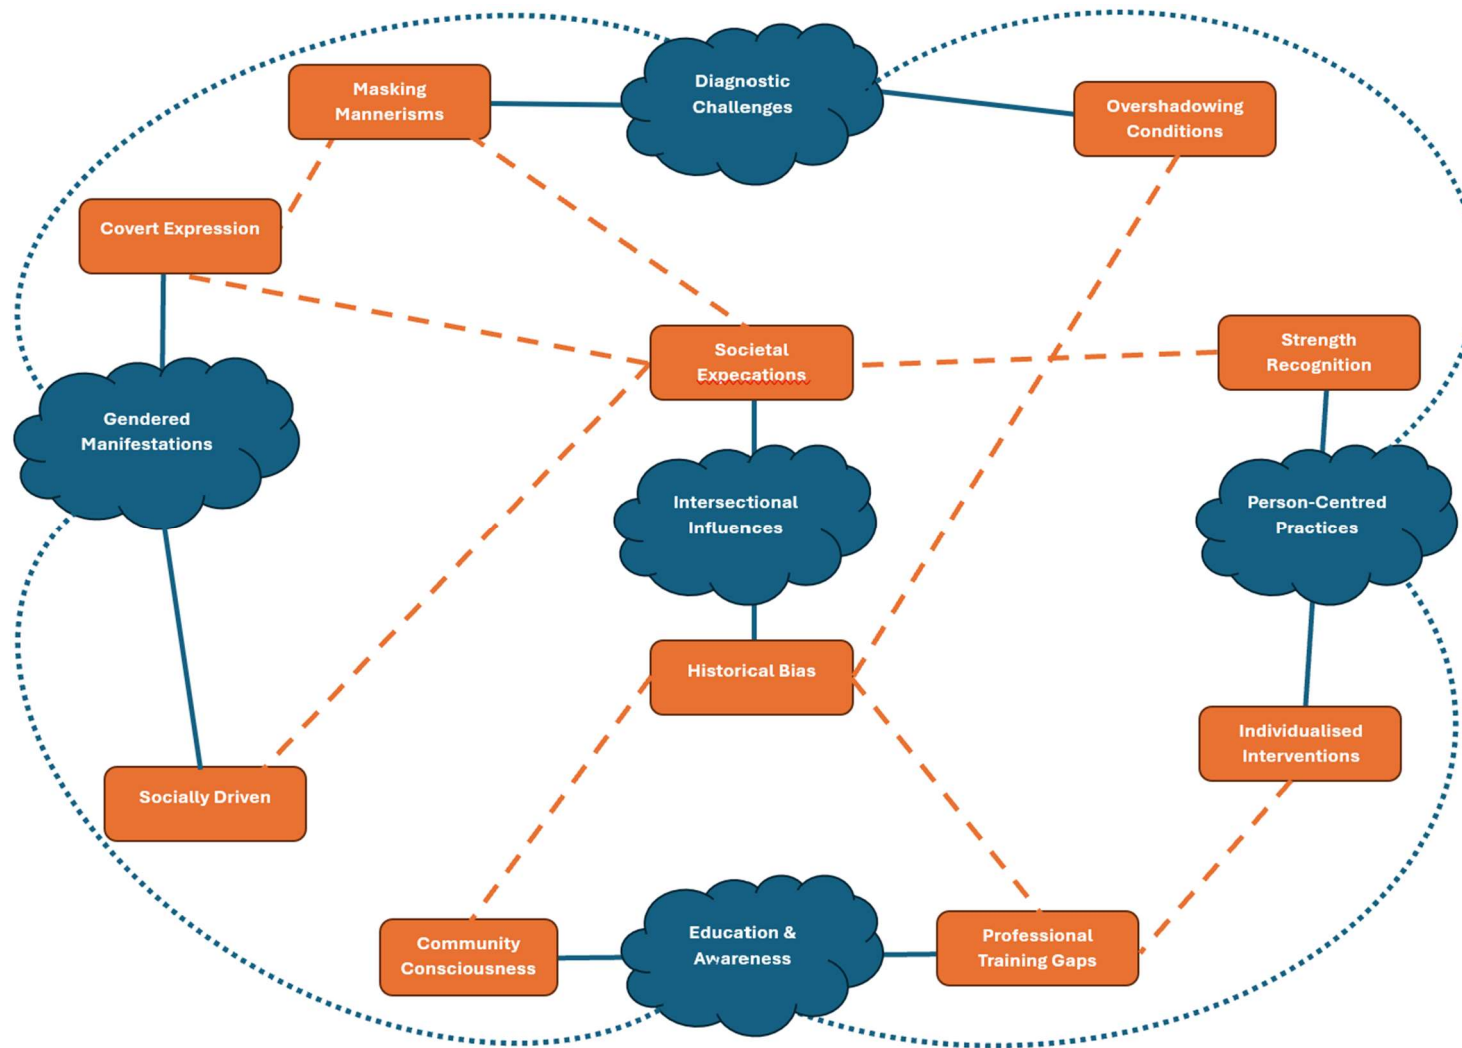 Diagnostic
Challenges
Masking
Mannerisms
Overshadowing
Conditions
Covert Expression
Societal
Expecations
Strength
Recognition
Gendered
Manifestations
Intersectional
Influences
Person-Centred
Practices
Historical Bias
Individualised
Interventions
Socially Driven
Community
Consciousness
Education &
Awareness
Professional
Training Gaps